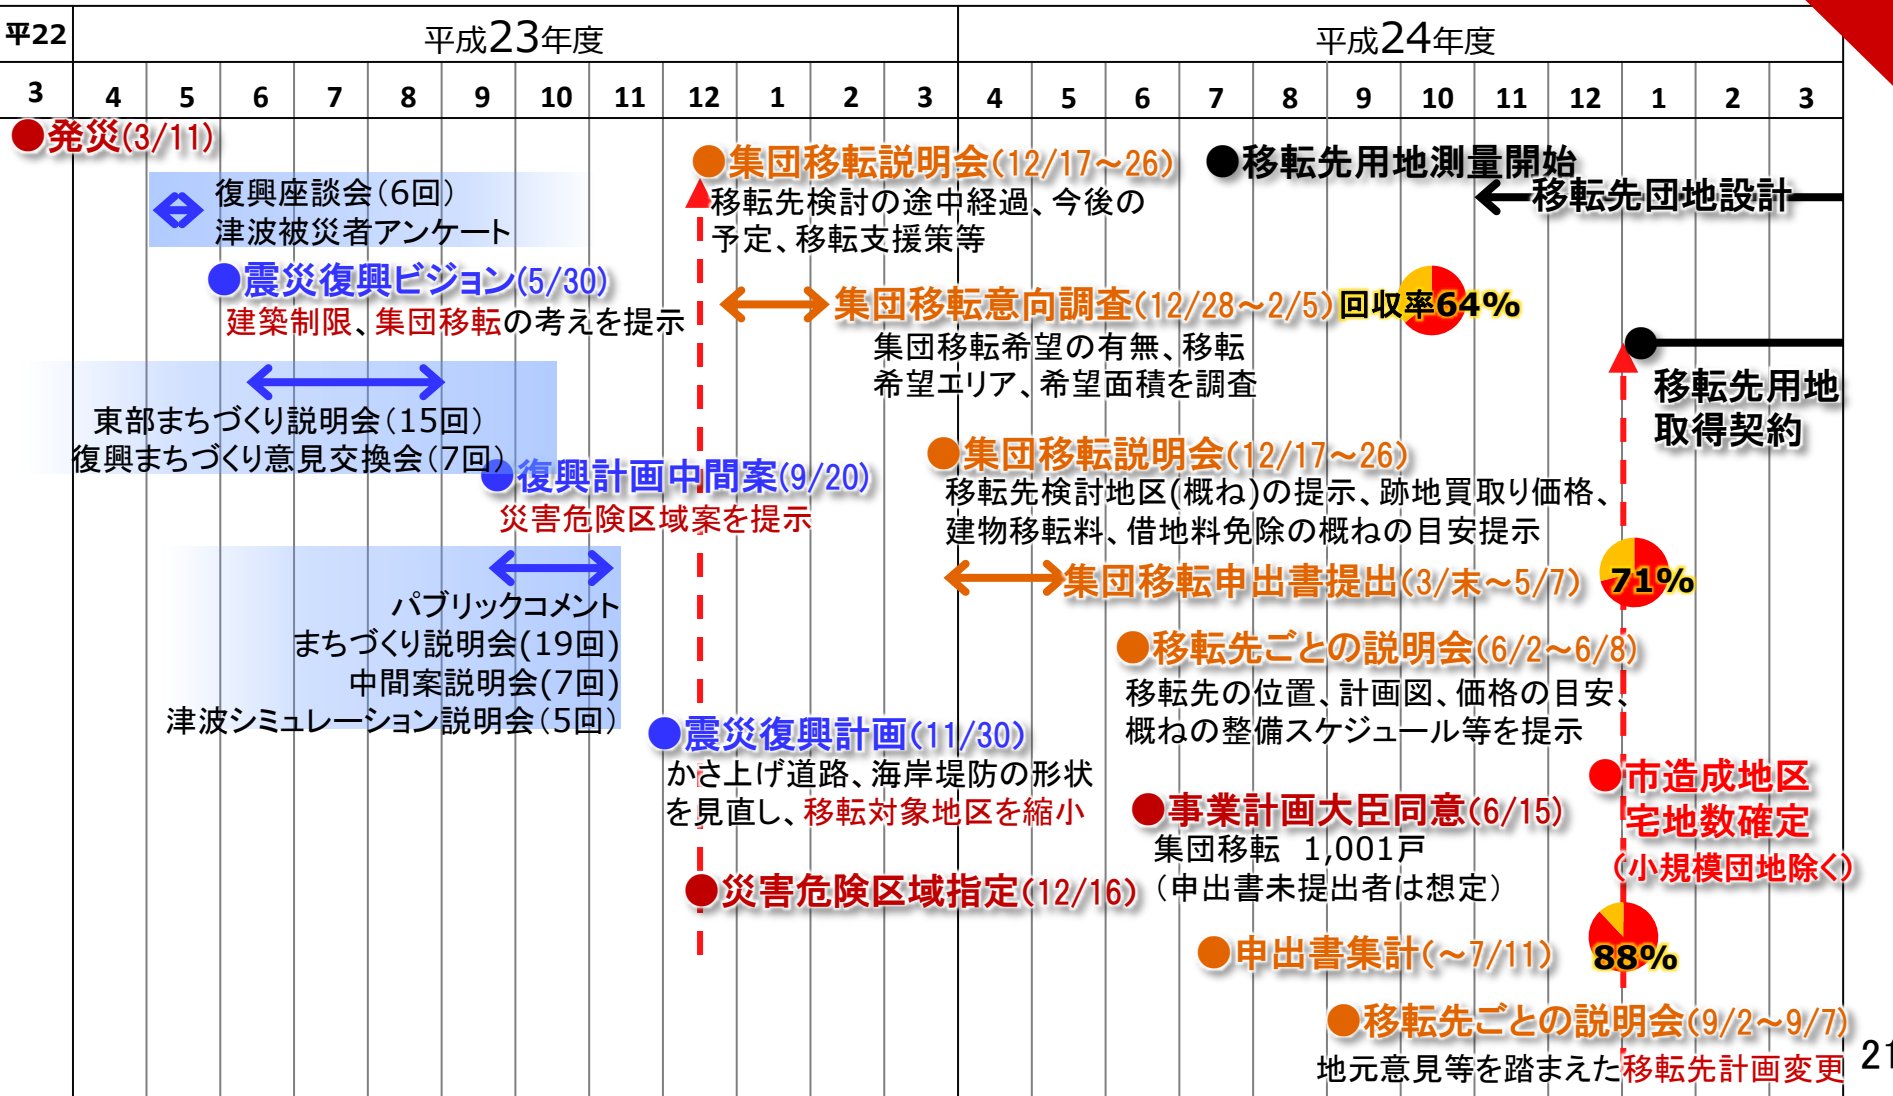 平22 平成23年度 平成24年度
3 4 5 6 7 8 9 10 11 12 1 2 3 4 5 6 7 8 9 10 11 12 1 2 3
●発災(3/11)
復興座談会(6回)
津波被災者アンケート
●震災復興ビジョン(5/30)
建築制限、集団移転の考えを提示
東部まちづくり説明会(15回)
復興まちづくり意見交換会(7回)
●復興計画中間案(9/20)
災害危険区域案を提示
パブリックコメント
まちづくり説明会(19回)
中間案説明会(7回)
津波シミュレーション説明会(5回)
●震災復興計画(11/30)
かさ上げ道路、海岸堤防の形状
を見直し、移転対象地区を縮小
●災害危険区域指定(12/16)
●集団移転説明会(12/17～26)
移転先検討の途中経過、今後の
予定、移転支援策等
集団移転意向調査(12/28～2/5) 回収率64%
集団移転希望の有無、移転
希望エリア、希望面積を調査
●集団移転説明会(12/17～26)
移転先検討地区(概ね)の提示、跡地買取り価格、
建物移転料、借地料免除の概ねの目安提示
集団移転申出書提出(3/末～5/7) 71%
●移転先ごとの説明会(6/2～6/8)
移転先の位置、計画図、価格の目安、
概ねの整備スケジュール等を提示
●事業計画大臣同意(6/15)
集団移転 1,001戸
(申出書未提出者は想定)
●申出書集計(～7/11) 88%
●移転先ごとの説明会(9/2～9/7)
地元意見等を踏まえた移転先計画変更
●移転先用地測量開始
移転先団地設計
移転先用地
取得契約
●市造成地区
宅地数確定
(小規模団地除く)
21